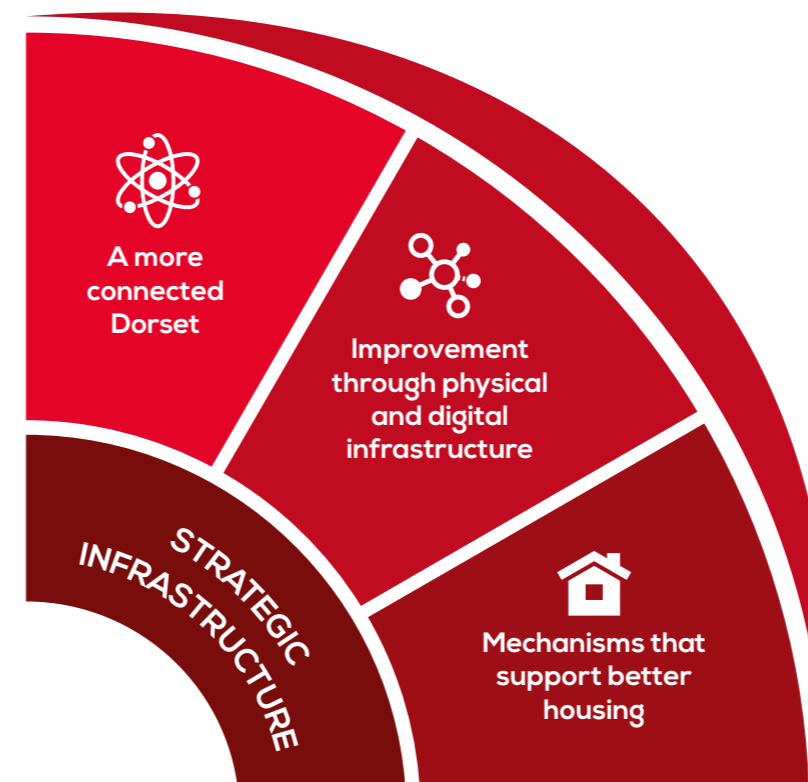 A more
connected
Dorset
Improvement
through physical
and digital
infrastructure
Mechanisms that
support better
housing
STRATEGIC
INFRASTRUCTURE